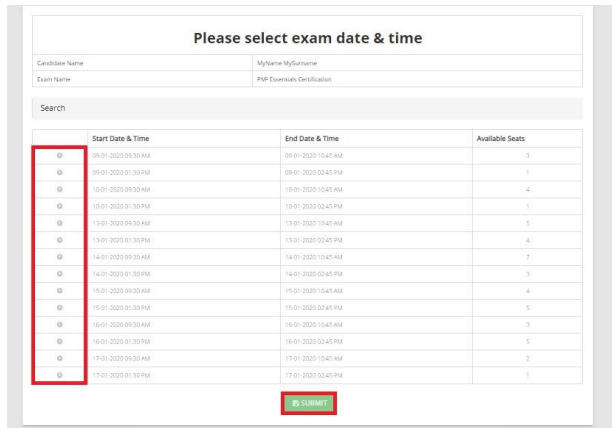 Please select exam date & time
Candidate Name MyName MySurname
Exam Name PMF Essentials Certification
Search
Start Date & Time End Date & Time Available Seats
09-01-2020 09:30 AM 09-01-2020 10:45 AM 3
09-01-2020 01:30 PM 09-01-2020 02:45 PM 1
10-01-2020 09:30 AM 10-01-2020 10:45 AM 4
10-01-2020 01:30 PM 10-01-2020 02:45 PM 1
13-01-2020 09:30 AM 13-01-2020 10:45 AM 5
13-01-2020 01:30 PM 13-01-2020 02:45 PM 4
14-01-2020 09:30 AM 14-01-2020 10:45 AM 7
14-01-2020 01:30 PM 14-01-2020 02:45 PM 3
15-01-2020 09:30 AM 15-01-2020 10:45 AM 4
15-01-2020 01:30 PM 15-01-2020 02:45 PM 5
16-01-2020 09:30 AM 16-01-2020 10:45 AM 3
16-01-2020 01:30 PM 16-01-2020 02:45 PM 5
17-01-2020 09:30 AM 17-01-2020 10:45 AM 2
17-01-2020 01:30 PM 17-01-2020 02:45 PM 1
SUBMIT